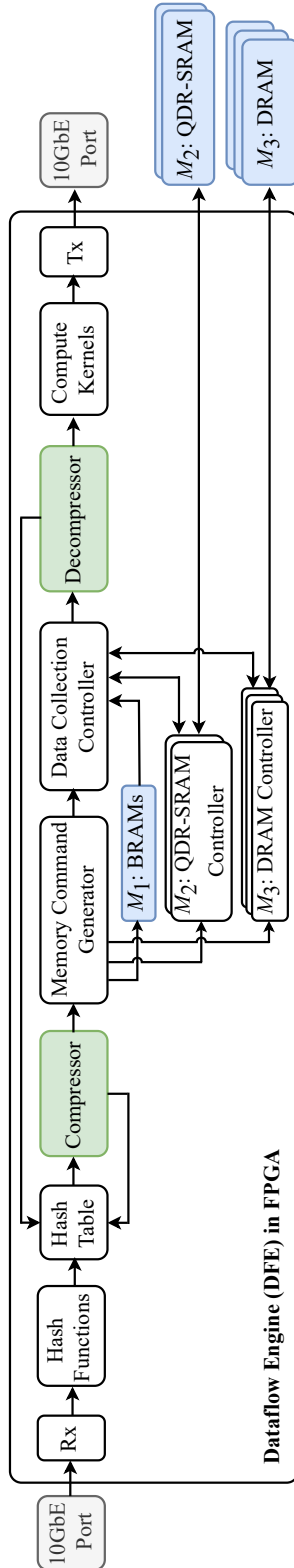 10GbE
Port
Rx
Hash
Functions
Hash
Table
Compressor
Memory Command
Generator
Data Collection
Controller
Decompressor
Compute
Kernels
Tx
10GbE
Port
M1: BRAMs
M2: QDR-SRAM
Controller
M3: DRAM Controller
M2: QDR-SRAM
M3: DRAM
Dataflow Engine (DFE) in FPGA